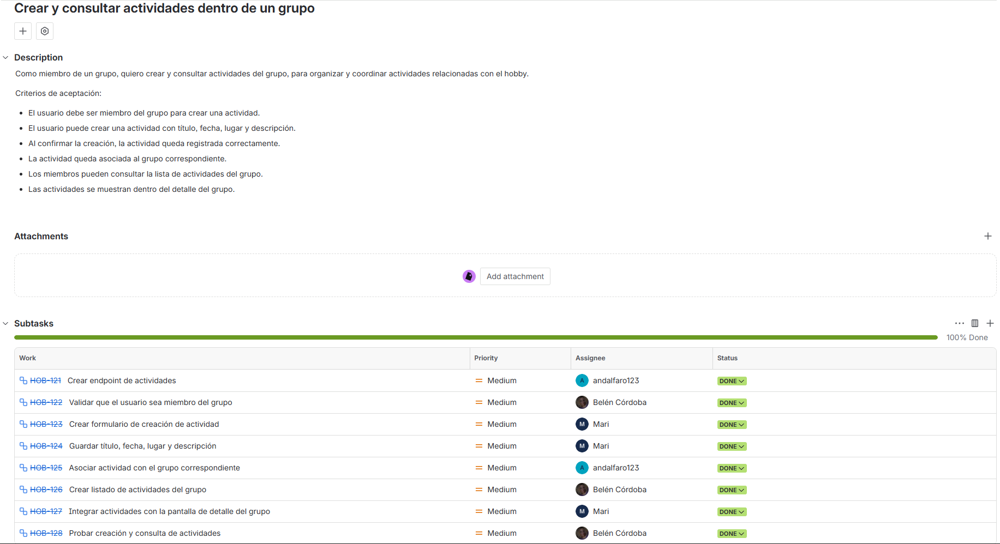 Crear y consultar actividades dentro de un grupo
Description
Como miembro de un grupo, quiero crear y consultar actividades del grupo, para organizar y coordinar actividades relacionadas con el hobby.
Criterios de aceptación:
El usuario debe ser miembro del grupo para crear una actividad.
El usuario puede crear una actividad con título, fecha, lugar y descripción.
Al confirmar la creación, la actividad queda registrada correctamente.
La actividad queda asociada al grupo correspondiente.
Los miembros pueden consultar la lista de actividades del grupo.
Las actividades se muestran dentro del detalle del grupo.
Attachments
Add attachment
Subtasks
100% Done
Work Priority Assignee Status
HOB-121 Crear endpoint de actividades Medium A andalfaro123 DONE
HOB-122 Validar que el usuario sea miembro del grupo Medium Belén Córdoba DONE
HOB-123 Crear formulario de creación de actividad Medium M Mari DONE
HOB-124 Guardar título, fecha, lugar y descripción Medium M Mari DONE
HOB-125 Asociar actividad con el grupo correspondiente Medium A andalfaro123 DONE
HOB-126 Crear listado de actividades del grupo Medium Belén Córdoba DONE
HOB-127 Integrar actividades con la pantalla de detalle del grupo Medium M Mari DONE
HOB-128 Probar creación y consulta de actividades Medium Belén Córdoba DONE